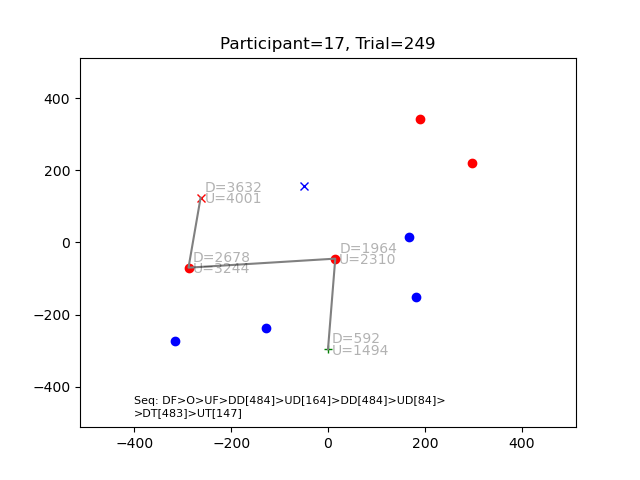 Participant=17, Trial=249
400
200
0
−200
−400
D=3632
U=4001
D=2678
U=3244
D=1964
U=2310
D=592
U=1494
Seq: DF>O>UF>DD[484]>UD[164]>DD[484]>UD[84]>
>DT[483]>UT[147]
−400 −200 0 200 400